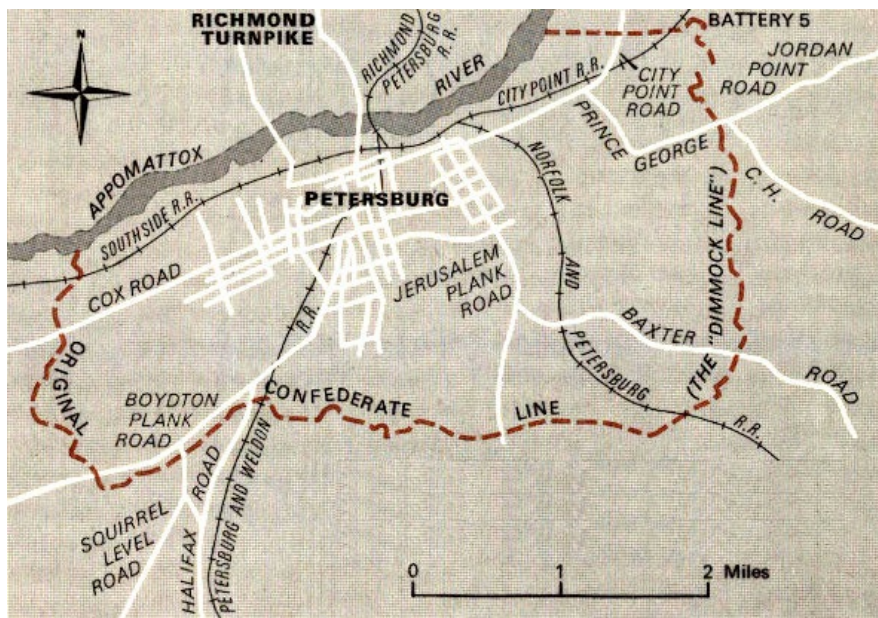 RICHMOND
TURNPIKE
BATTERY 5
RICHMOND
PETERSBURG
R.R.
RIVER
JORDAN
POINT
ROAD
CITY POINT R.R.
CITY
POINT
ROAD
N
PRINCE
GEORGE
C. H.
ROAD
APPOMATTOX
SOUTHSIDE R.R.
PETERSBURG
NORFOLK
AND
PETERSBURG
R.R.
COX ROAD
JERUSALEM
PLANK
ROAD
R.R.
BAXTER
ROAD
(THE "DIMMOCK LINE")
ORIGINAL
CONFEDERATE
LINE
BOYDTON
PLANK
ROAD
SQUIRREL
LEVEL
ROAD
HALIFAX
ROAD
PETERSBURG AND WELDON
0 1 2 Miles